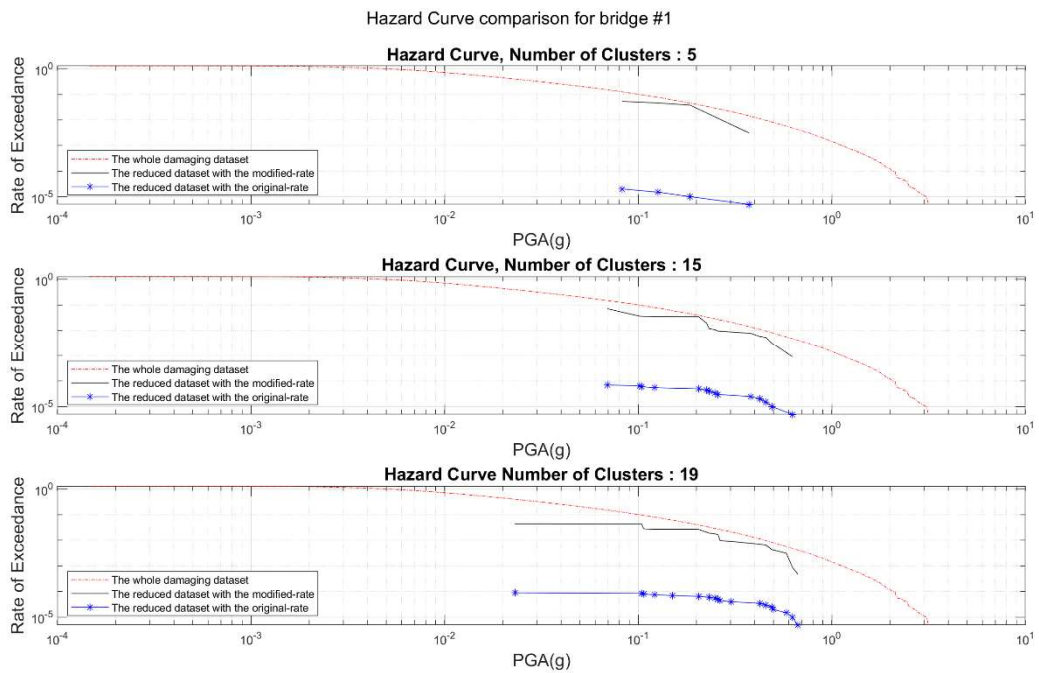 Hazard Curve comparison for bridge #1
Hazard Curve, Number of Clusters : 5
Rate of Exceedance
10^0
10^-5
The whole damaging dataset
The reduced dataset with the modified-rate
The reduced dataset with the original-rate
10^-4 10^-3 10^-2 10^-1 10^0 10^1
PGA(g)
Hazard Curve, Number of Clusters : 15
Rate of Exceedance
10^0
10^-5
The whole damaging dataset
The reduced dataset with the modified-rate
The reduced dataset with the original-rate
10^-4 10^-3 10^-2 10^-1 10^0 10^1
PGA(g)
Hazard Curve Number of Clusters : 19
Rate of Exceedance
10^0
10^-5
The whole damaging dataset
The reduced dataset with the modified-rate
The reduced dataset with the original-rate
10^-4 10^-3 10^-2 10^-1 10^0 10^1
PGA(g)